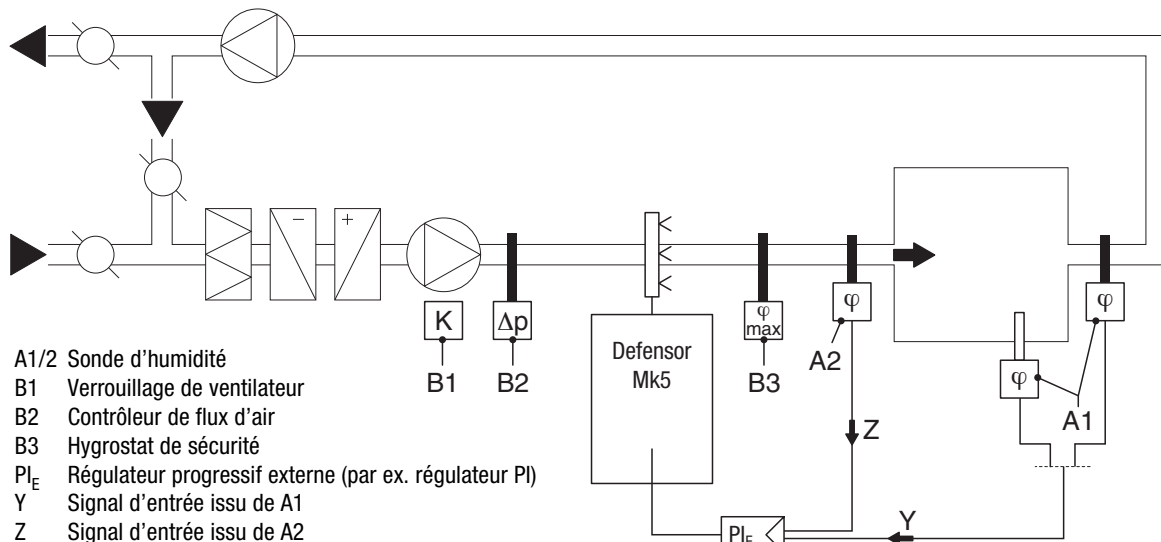 −
+
K
Δp
φ
max
φ
φ
φ
Defensor
Mk5
B1
B2
B3
A2
A1
Z
Y
PIE
A1/2 Sonde d'humidité
B1 Verrouillage de ventilateur
B2 Contrôleur de flux d'air
B3 Hygrostat de sécurité
PIE Régulateur progressif externe (par ex. régulateur PI)
Y Signal d'entrée issu de A1
Z Signal d'entrée issu de A2